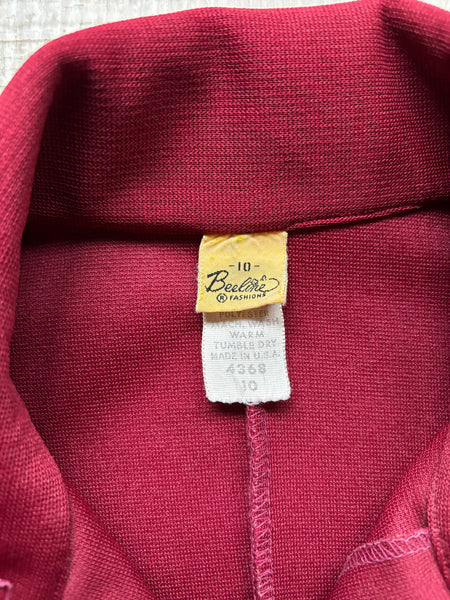 -10-
Beeline
® FASHIONS
POLYESTER
MACH. WASH
WARM
TUMBLE DRY
MADE IN U.S.A.
4368
10